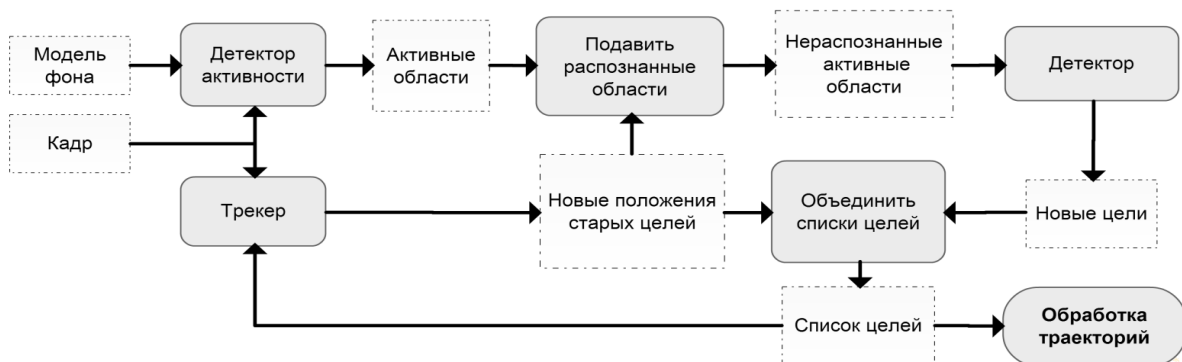 Модель
фона
Детектор
активности
Активные
области
Подавить
распознанные
области
Нераспознанные
активные
области
Детектор
Кадр
Трекер
Новые положения
старых целей
Объединить
списки целей
Новые цели
Список целей
Обработка
траекторий